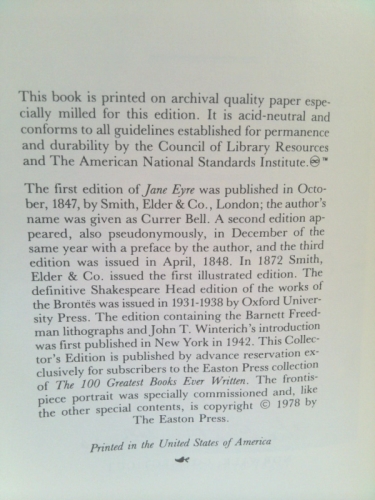 This book is printed on archival quality paper espe-
cially milled for this edition. It is acid-neutral and
conforms to all guidelines established for permanence
and durability by the Council of Library Resources
and The American National Standards Institute.♾™
The first edition of Jane Eyre was published in Octo-
ber, 1847, by Smith, Elder & Co., London; the author's
name was given as Currer Bell. A second edition ap-
peared, also pseudonymously, in December of the
same year with a preface by the author, and the third
edition was issued in April, 1848. In 1872 Smith,
Elder & Co. issued the first illustrated edition. The
definitive Shakespeare Head edition of the works of
the Brontës was issued in 1931-1938 by Oxford Univer-
sity Press. The edition containing the Barnett Freed-
man lithographs and John T. Winterich's introduction
was first published in New York in 1942. This Collec-
tor's Edition is published by advance reservation ex-
clusively for subscribers to the Easton Press collection
of The 100 Greatest Books Ever Written. The frontis-
piece portrait was specially commissioned and, like
the other special contents, is copyright © 1978 by
The Easton Press.
Printed in the United States of America